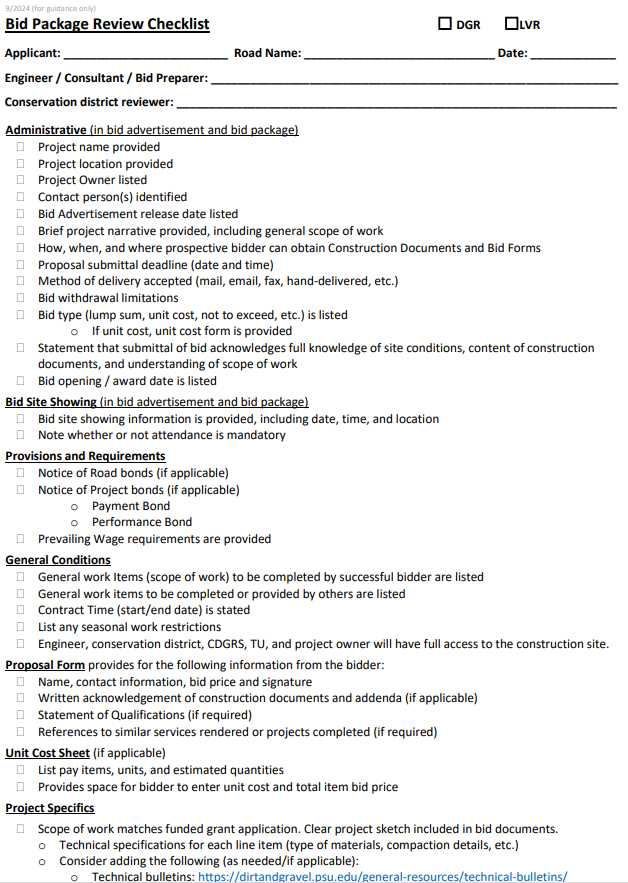 9/2024 (for guidance only)
Bid Package Review Checklist ☐ DGR ☐LVR
Applicant: ________________________ Road Name: ____________________________ Date: _____________
Engineer / Consultant / Bid Preparer: ____________________________________________________________
Conservation district reviewer: _________________________________________________________________
Administrative (in bid advertisement and bid package)
☐ Project name provided
☐ Project location provided
☐ Project Owner listed
☐ Contact person(s) identified
☐ Bid Advertisement release date listed
☐ Brief project narrative provided, including general scope of work
☐ How, when, and where prospective bidder can obtain Construction Documents and Bid Forms
☐ Proposal submittal deadline (date and time)
☐ Method of delivery accepted (mail, email, fax, hand-delivered, etc.)
☐ Bid withdrawal limitations
☐ Bid type (lump sum, unit cost, not to exceed, etc.) is listed
o If unit cost, unit cost form is provided
☐ Statement that submittal of bid acknowledges full knowledge of site conditions, content of construction
documents, and understanding of scope of work
☐ Bid opening / award date is listed
Bid Site Showing (in bid advertisement and bid package)
☐ Bid site showing information is provided, including date, time, and location
☐ Note whether or not attendance is mandatory
Provisions and Requirements
☐ Notice of Road bonds (if applicable)
☐ Notice of Project bonds (if applicable)
o Payment Bond
o Performance Bond
☐ Prevailing Wage requirements are provided
General Conditions
☐ General work Items (scope of work) to be completed by successful bidder are listed
☐ General work items to be completed or provided by others are listed
☐ Contract Time (start/end date) is stated
☐ List any seasonal work restrictions
☐ Engineer, conservation district, CDGRS, TU, and project owner will have full access to the construction site.
Proposal Form provides for the following information from the bidder:
☐ Name, contact information, bid price and signature
☐ Written acknowledgement of construction documents and addenda (if applicable)
☐ Statement of Qualifications (if required)
☐ References to similar services rendered or projects completed (if required)
Unit Cost Sheet (if applicable)
☐ List pay items, units, and estimated quantities
☐ Provides space for bidder to enter unit cost and total item bid price
Project Specifics
☐ Scope of work matches funded grant application. Clear project sketch included in bid documents.
o Technical specifications for each line item (type of materials, compaction details, etc.)
o Consider adding the following (as needed/if applicable):
o Technical bulletins: https://dirtandgravel.psu.edu/general-resources/technical-bulletins/